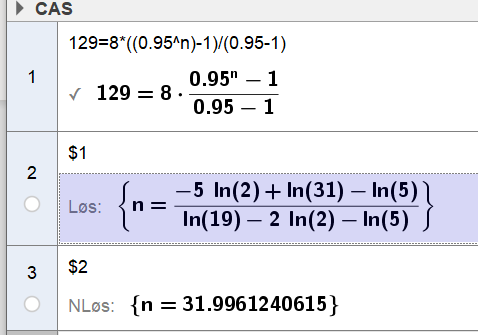 CAS
1
129=8*((0.95^n)-1)/(0.95-1)
✓ 129 = 8 · (0.95ⁿ − 1)/(0.95 − 1)
2
$1
Løs: {n = (−5 ln(2) + ln(31) − ln(5))/(ln(19) − 2 ln(2) − ln(5))}
3
$2
NLøs: {n = 31.9961240615}